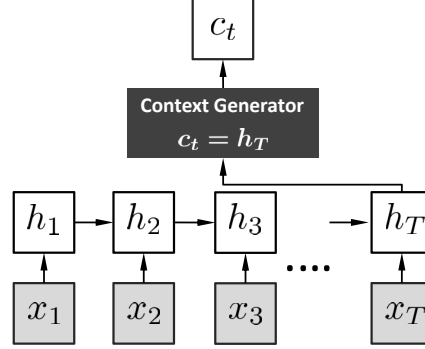 c_t
Context Generator
c_t = h_T
h_1 h_2 h_3 h_T
....
x_1 x_2 x_3 x_T